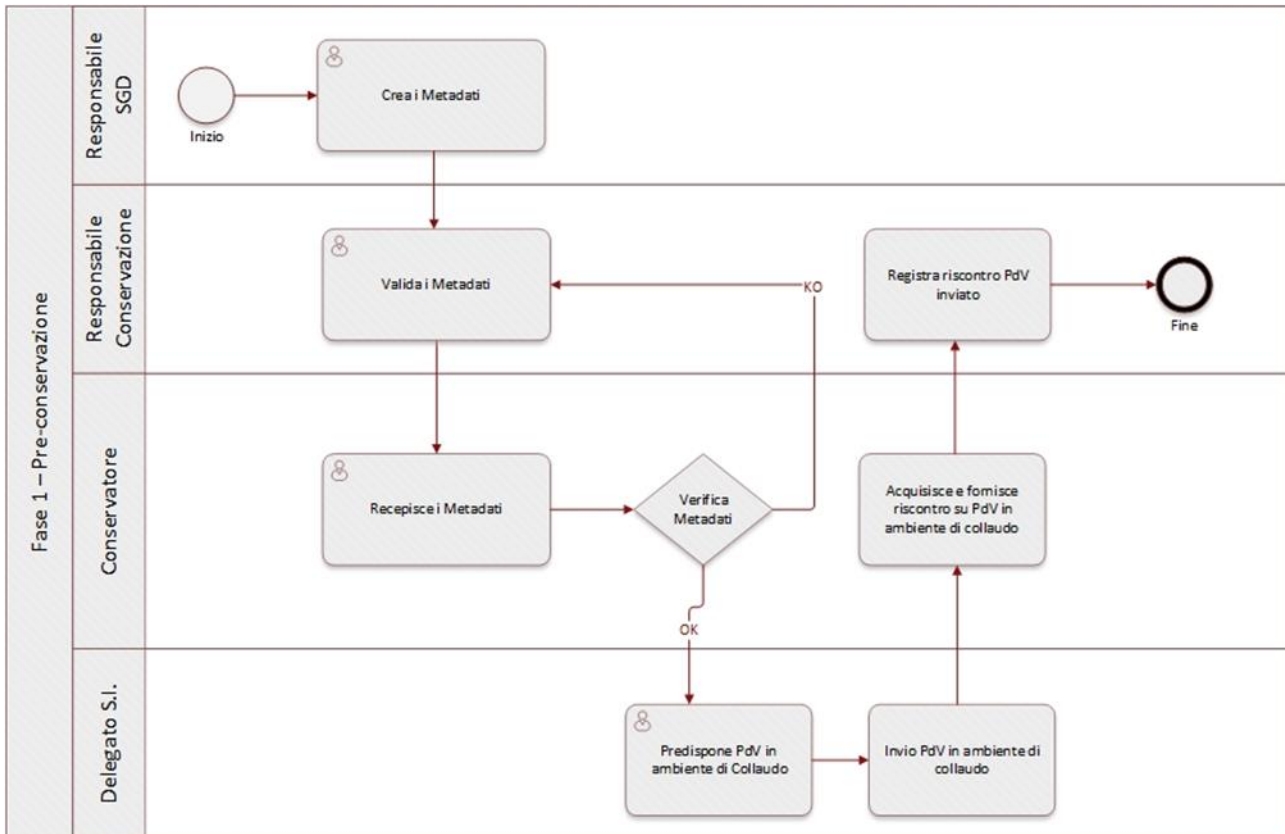 Fase 1 – Pre-conservazione
Responsabile
SGD
Inizio
Crea i Metadati
Responsabile
Conservazione
Valida i Metadati
KO
Registra riscontro PdV
inviato
Fine
Conservatore
Recepisce i Metadati
Verifica
Metadati
OK
Acquisisce e fornisce
riscontro su PdV in
ambiente di collaudo
Delegato S.I.
Predispone PdV in
ambiente di Collaudo
Invio PdV in ambiente di
collaudo